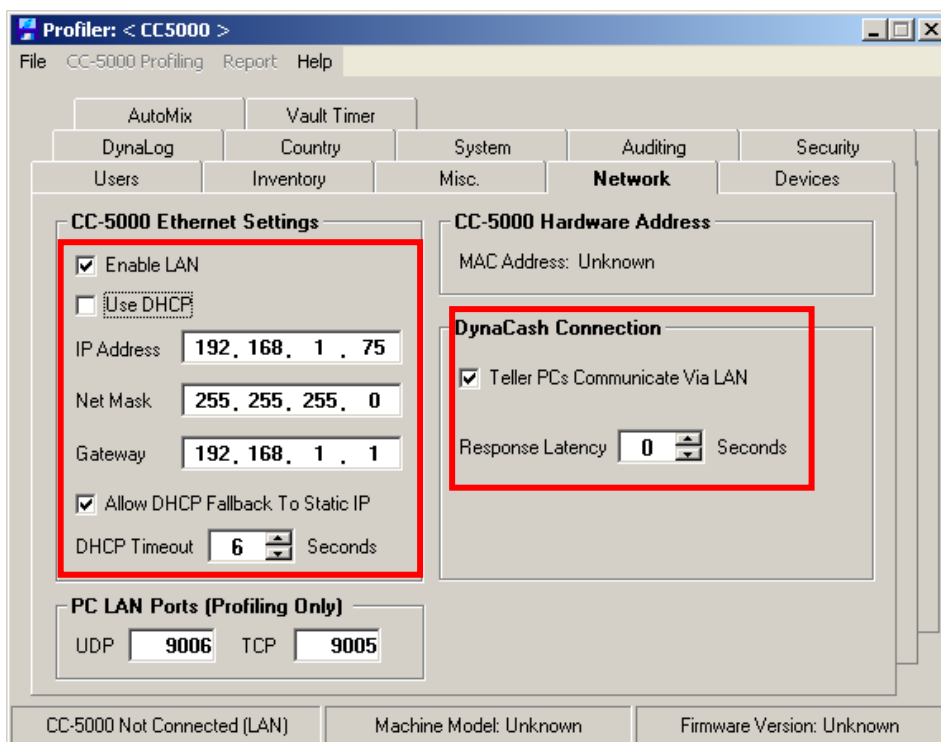 Profiler: < CC5000 >
File CC-5000 Profiling Report Help
AutoMix Vault Timer
DynaLog Country System Auditing Security
Users Inventory Misc. Network Devices
CC-5000 Ethernet Settings
Enable LAN
Use DHCP
IP Address 192. 168. 1 . 75
Net Mask 255. 255. 255. 0
Gateway 192. 168. 1 . 1
Allow DHCP Fallback To Static IP
DHCP Timeout 6 Seconds
PC LAN Ports (Profiling Only)
UDP 9006 TCP 9005
CC-5000 Hardware Address
MAC Address: Unknown
DynaCash Connection
Teller PCs Communicate Via LAN
Response Latency 0 Seconds
CC-5000 Not Connected (LAN) Machine Model: Unknown Firmware Version: Unknown